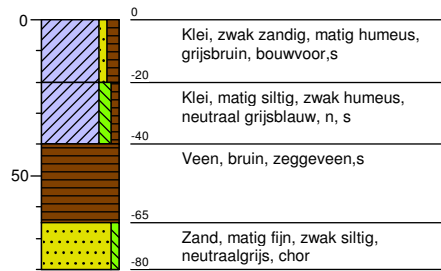 0
0
Klei, zwak zandig, matig humeus,
grijsbruin, bouwvoor,s
-20
Klei, matig siltig, zwak humeus,
neutraal grijsblauw, n, s
-40
Veen, bruin, zeggeveen,s
50
-65
Zand, matig fijn, zwak siltig,
neutraalgrijs, chor
-80